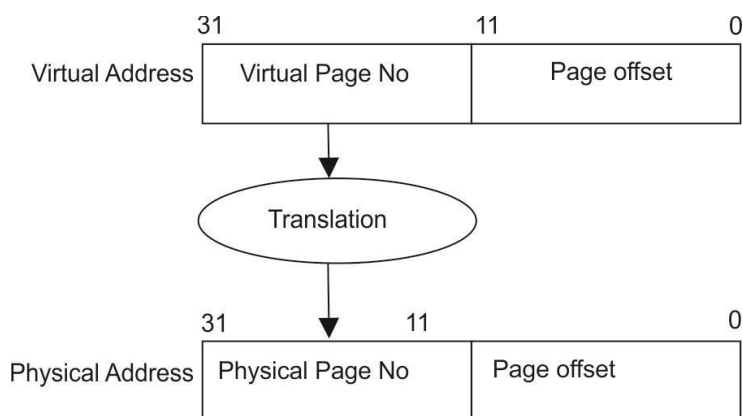 31 11 0
Virtual Address Virtual Page No Page offset
Translation
31 11 0
Physical Address Physical Page No Page offset